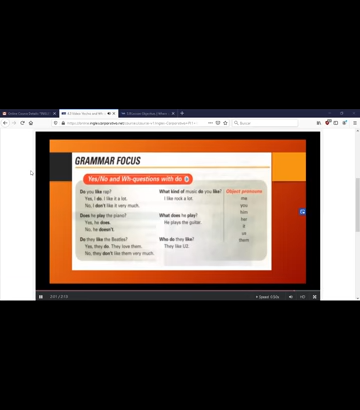 GRAMMAR FOCUS
Yes/No and Wh-questions with do
Do you like rap?
Yes, I do. I like it a lot.
No, I don't like it very much.
Does he play the piano?
Yes, he does.
No, he doesn't.
Do they like the Beatles?
Yes, they do. They love them.
No, they don't like them very much.
What kind of music do you like?
I like rock a lot.
What does he play?
He plays the guitar.
Who do they like?
They like U2.
Object pronouns
me
you
him
her
it
us
them
Buscar
Speed: